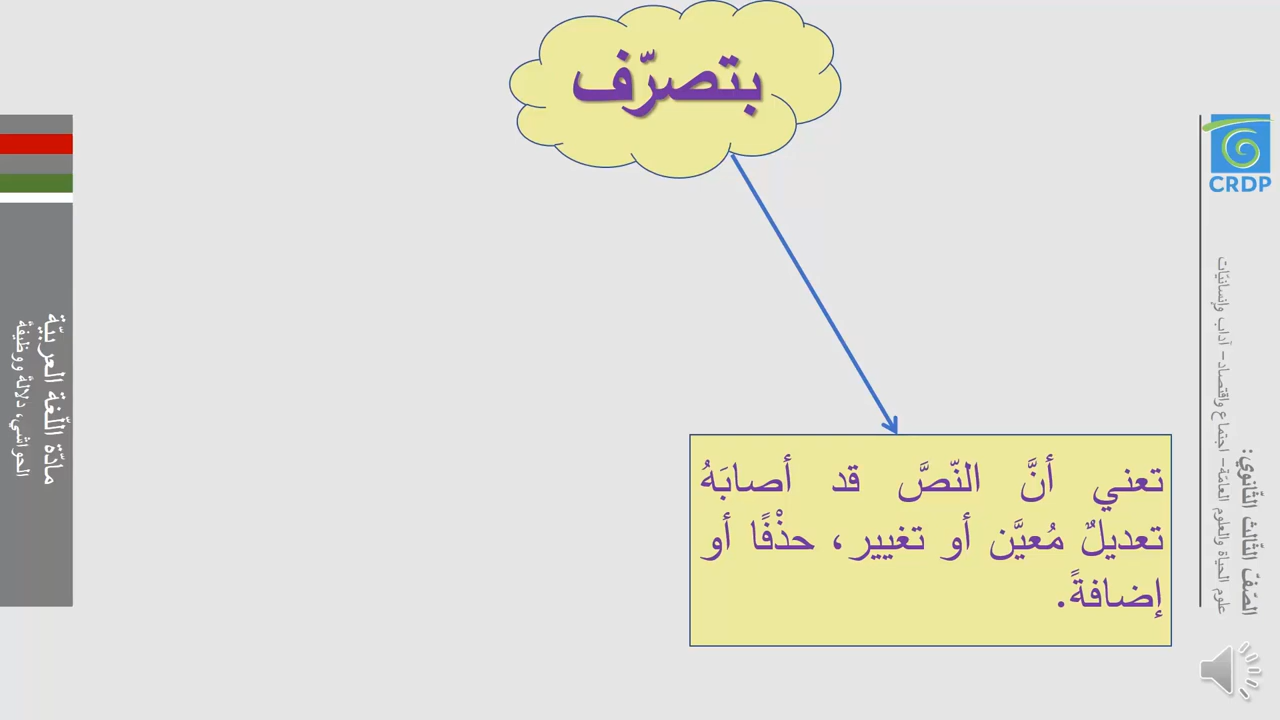 بتصرّف
تعني أنَّ النّصَّ قد أصابَهُ
تعديلٌ مُعيَّن أو تغيير، حذْفًا أو
إضافةً.
CRDP
الصّفّ الثّالث الثّانوي:
علوم الحياة والعلوم العامّة– اجتماع واقتصاد– آداب وإنسانيّات
مادّة اللّغة العربيّة
الحواشي، دلالةً ووظيفةً